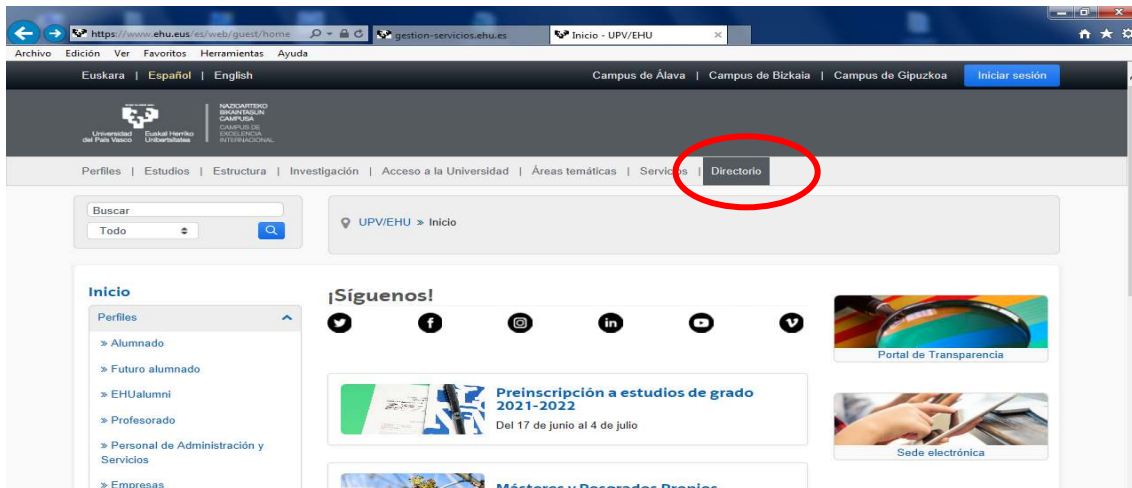 https://www.ehu.eus/es/web/guest/home
gestion-servicios.ehu.es
Inicio - UPV/EHU
Archivo Edición Ver Favoritos Herramientas Ayuda
Euskara | Español | English
Campus de Álava | Campus de Bizkaia | Campus de Gipuzkoa
Iniciar sesión
Universidad del País Vasco
Euskal Herriko Unibertsitatea
NAZIOARTEKO
BIKAINTASUN
CAMPUSA
CAMPUS DE
EXCELENCIA
INTERNACIONAL
Perfiles | Estudios | Estructura | Investigación | Acceso a la Universidad | Áreas temáticas | Servicios | Directorio
Buscar
Todo
UPV/EHU » Inicio
Inicio
Perfiles
» Alumnado
» Futuro alumnado
» EHUalumni
» Profesorado
» Personal de Administración y
Servicios
» Empresas
¡Síguenos!
Preinscripción a estudios de grado
2021-2022
Del 17 de junio al 4 de julio
Másteres y Posgrados Propios
Portal de Transparencia
Sede electrónica